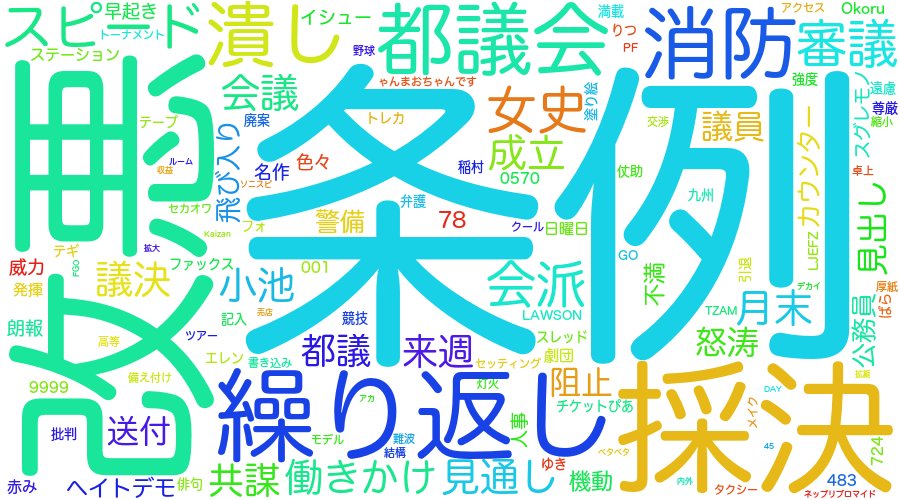 スピード
早起き
トーナメント
ステーション
潰し
イシュー
野球
都議会
満載
りつ
PF
消防
アクセス
Okoru
審議
強度
遠慮
尊厳
縮小
スグレモノ
卓上
ゃんまおちゃんです
会議
廃案
テープ
ルーム
収益
飛び入り
名作
色々
トレカ
女史
塗り絵
交渉
議員
カウンター
改悪
条例
稲村
成立
0570
仗助
九州
ソニスピ
セカオワ
Kaizan
フォ
警備
弁護
78
クール
日曜日
GO
見出し
LJEFZ
拡大
テギ
FGO
威力
発揮
議決
ファックス
小池
001
売店
会派
不満
引退
デカイ
厚紙
ぱら
朗報
高等
ツアー
記入
競技
LAWSON
TZAM
月末
公務員
エレン
都議
来週
スレッド
劇団
怒涛
備え付け
書き込み
セッティング
9999
繰り返し
アカ
灯火
阻止
チケットぴあ
採決
DAY
メイク
拡展
批判
送付
モデル
難波
結構
人事
ペタペタ
45
724
赤み
ヘイトデモ
俳句
共謀
働きかけ
見通し
ゆき
機動
内外
タクシー
483
ネップリブロマイド